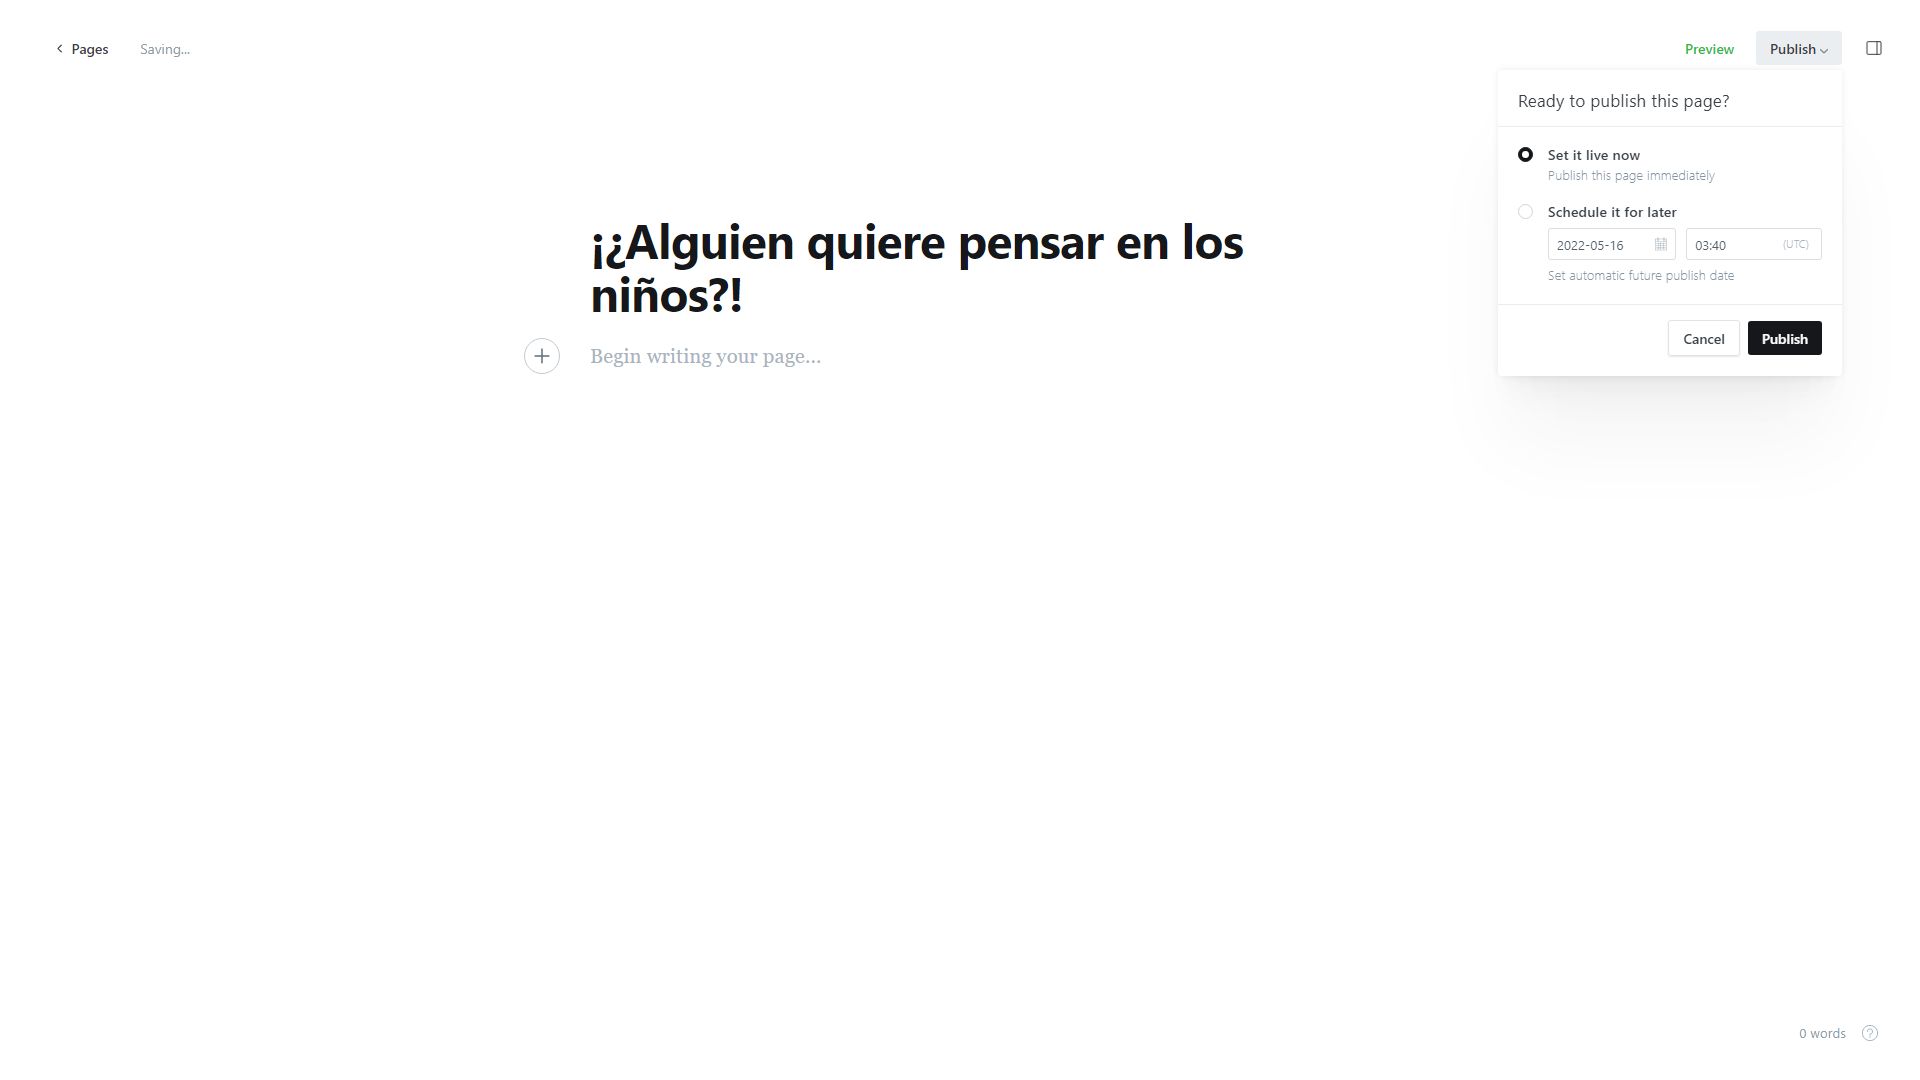 Pages
Saving...
Preview
Publish
Ready to publish this page?
Set it live now
Publish this page immediately
Schedule it for later
2022-05-16
03:40 (UTC)
Set automatic future publish date
Cancel
Publish
¡¿Alguien quiere pensar en los
niños?!
Begin writing your page...
0 words
?